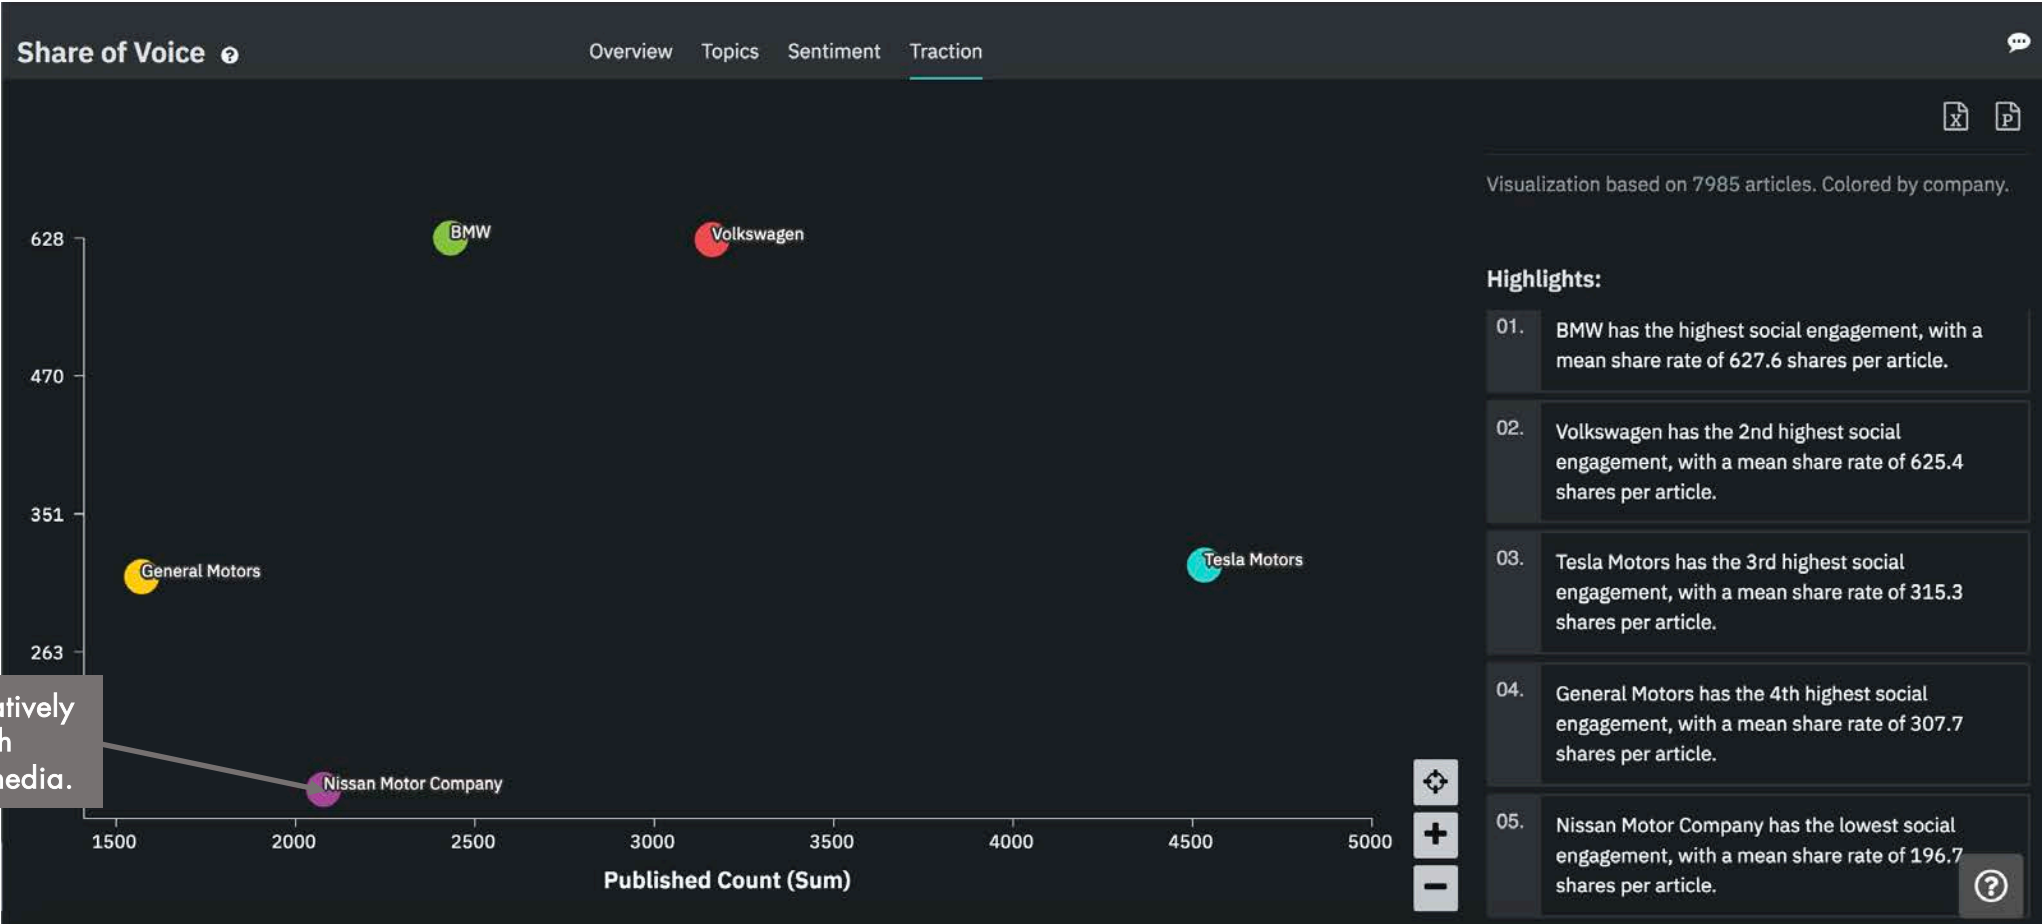 Share of Voice
Overview Topics Sentiment Traction
X P
Visualization based on 7985 articles. Colored by company.
628
470
351
263
BMW
Volkswagen
General Motors
Tesla Motors
Nissan Motor Company
1500 2000 2500 3000 3500 4000 4500 5000
Published Count (Sum)
Highlights:
01. BMW has the highest social engagement, with a
mean share rate of 627.6 shares per article.
02. Volkswagen has the 2nd highest social
engagement, with a mean share rate of 625.4
shares per article.
03. Tesla Motors has the 3rd highest social
engagement, with a mean share rate of 315.3
shares per article.
04. General Motors has the 4th highest social
engagement, with a mean share rate of 307.7
shares per article.
05. Nissan Motor Company has the lowest social
engagement, with a mean share rate of 196.7
shares per article.